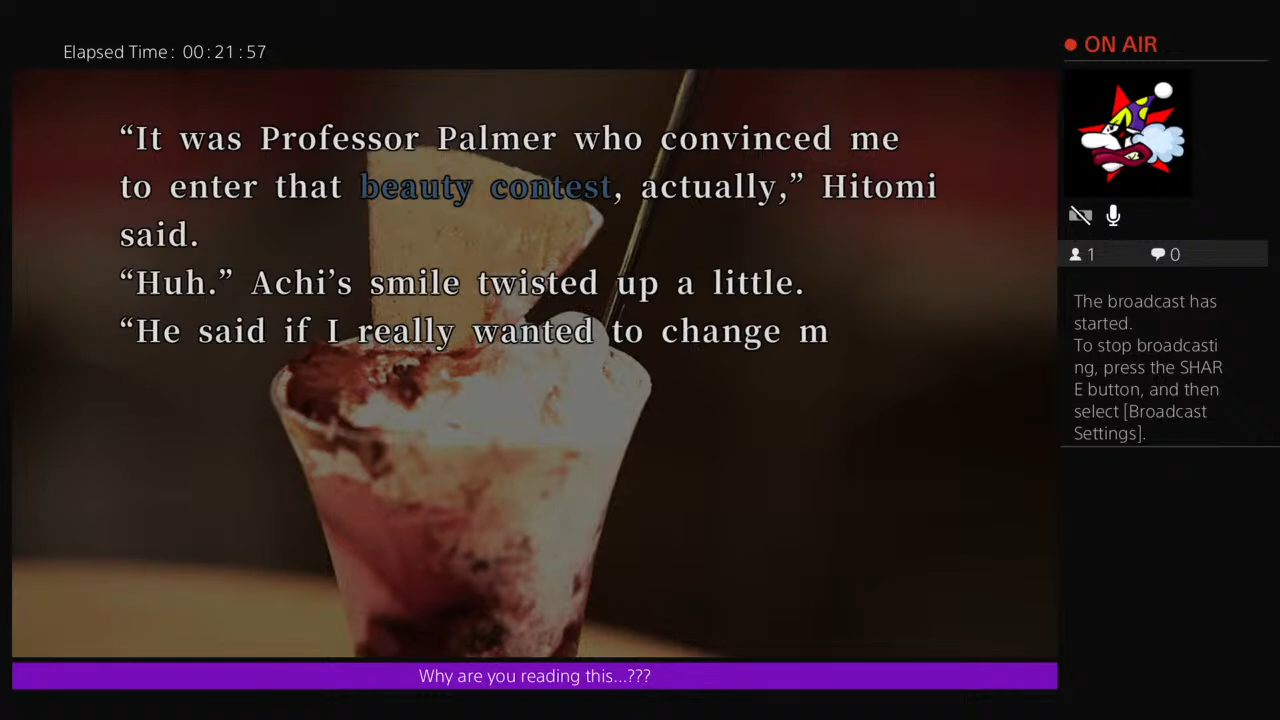 Elapsed Time: 00:21:57
ON AIR
“It was Professor Palmer who convinced me
to enter that beauty contest, actually,” Hitomi
said.
“Huh.” Achi’s smile twisted up a little.
“He said if I really wanted to change m
1
0
The broadcast has
started.
To stop broadcasti
ng, press the SHAR
E button, and then
select [Broadcast
Settings].
Why are you reading this...???